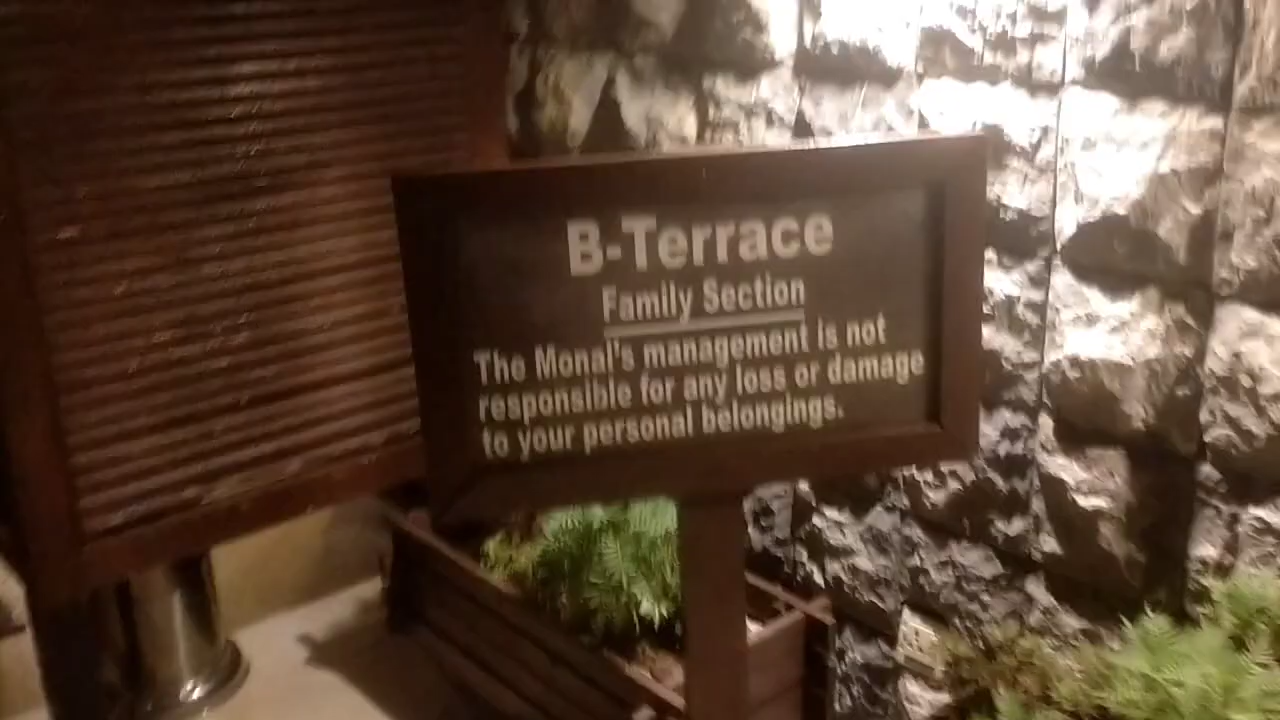 B-Terrace
Family Section
The Monal's management is not
responsible for any loss or damage
to your personal belongings.